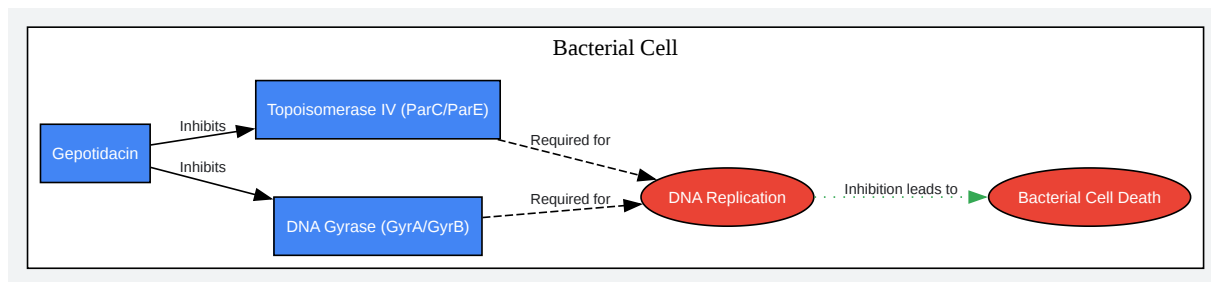 Bacterial Cell
Gepotidacin
Inhibits
Inhibits
Topoisomerase IV (ParC/ParE)
DNA Gyrase (GyrA/GyrB)
Required for
Required for
DNA Replication
Inhibition leads to
Bacterial Cell Death